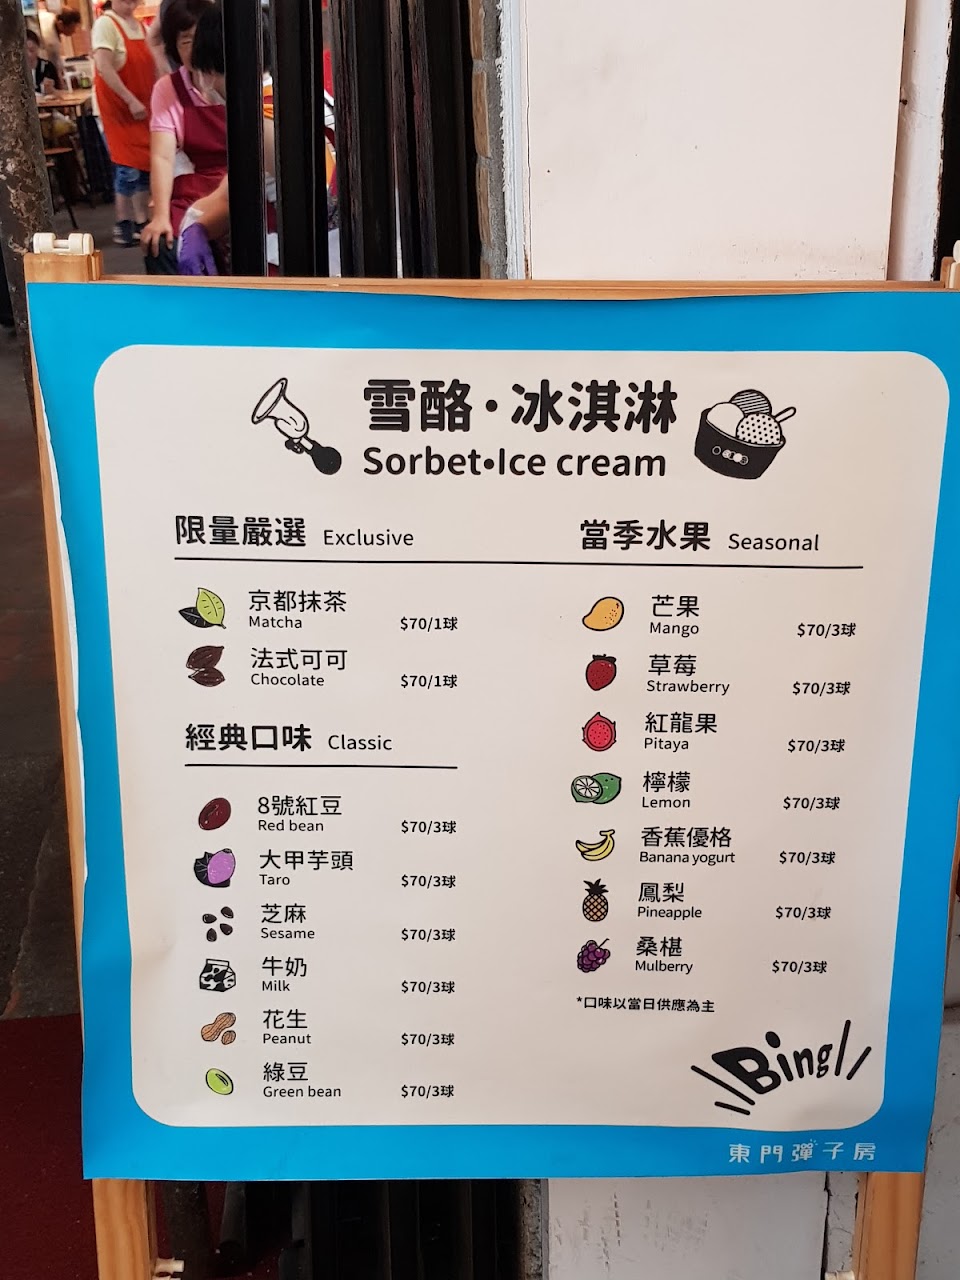 雪酪·冰淇淋
Sorbet•Ice cream
限量嚴選 Exclusive
京都抹茶
Matcha $70/1球
法式可可
Chocolate $70/1球
經典口味 Classic
8號紅豆
Red bean $70/3球
大甲芋頭
Taro $70/3球
芝麻
Sesame $70/3球
牛奶
Milk $70/3球
花生
Peanut $70/3球
綠豆
Green bean $70/3球
當季水果 Seasonal
芒果
Mango $70/3球
草莓
Strawberry $70/3球
紅龍果
Pitaya $70/3球
檸檬
Lemon $70/3球
香蕉優格
Banana yogurt $70/3球
鳳梨
Pineapple $70/3球
桑椹
Mulberry $70/3球
*口味以當日供應為主
Bing
東門彈子房